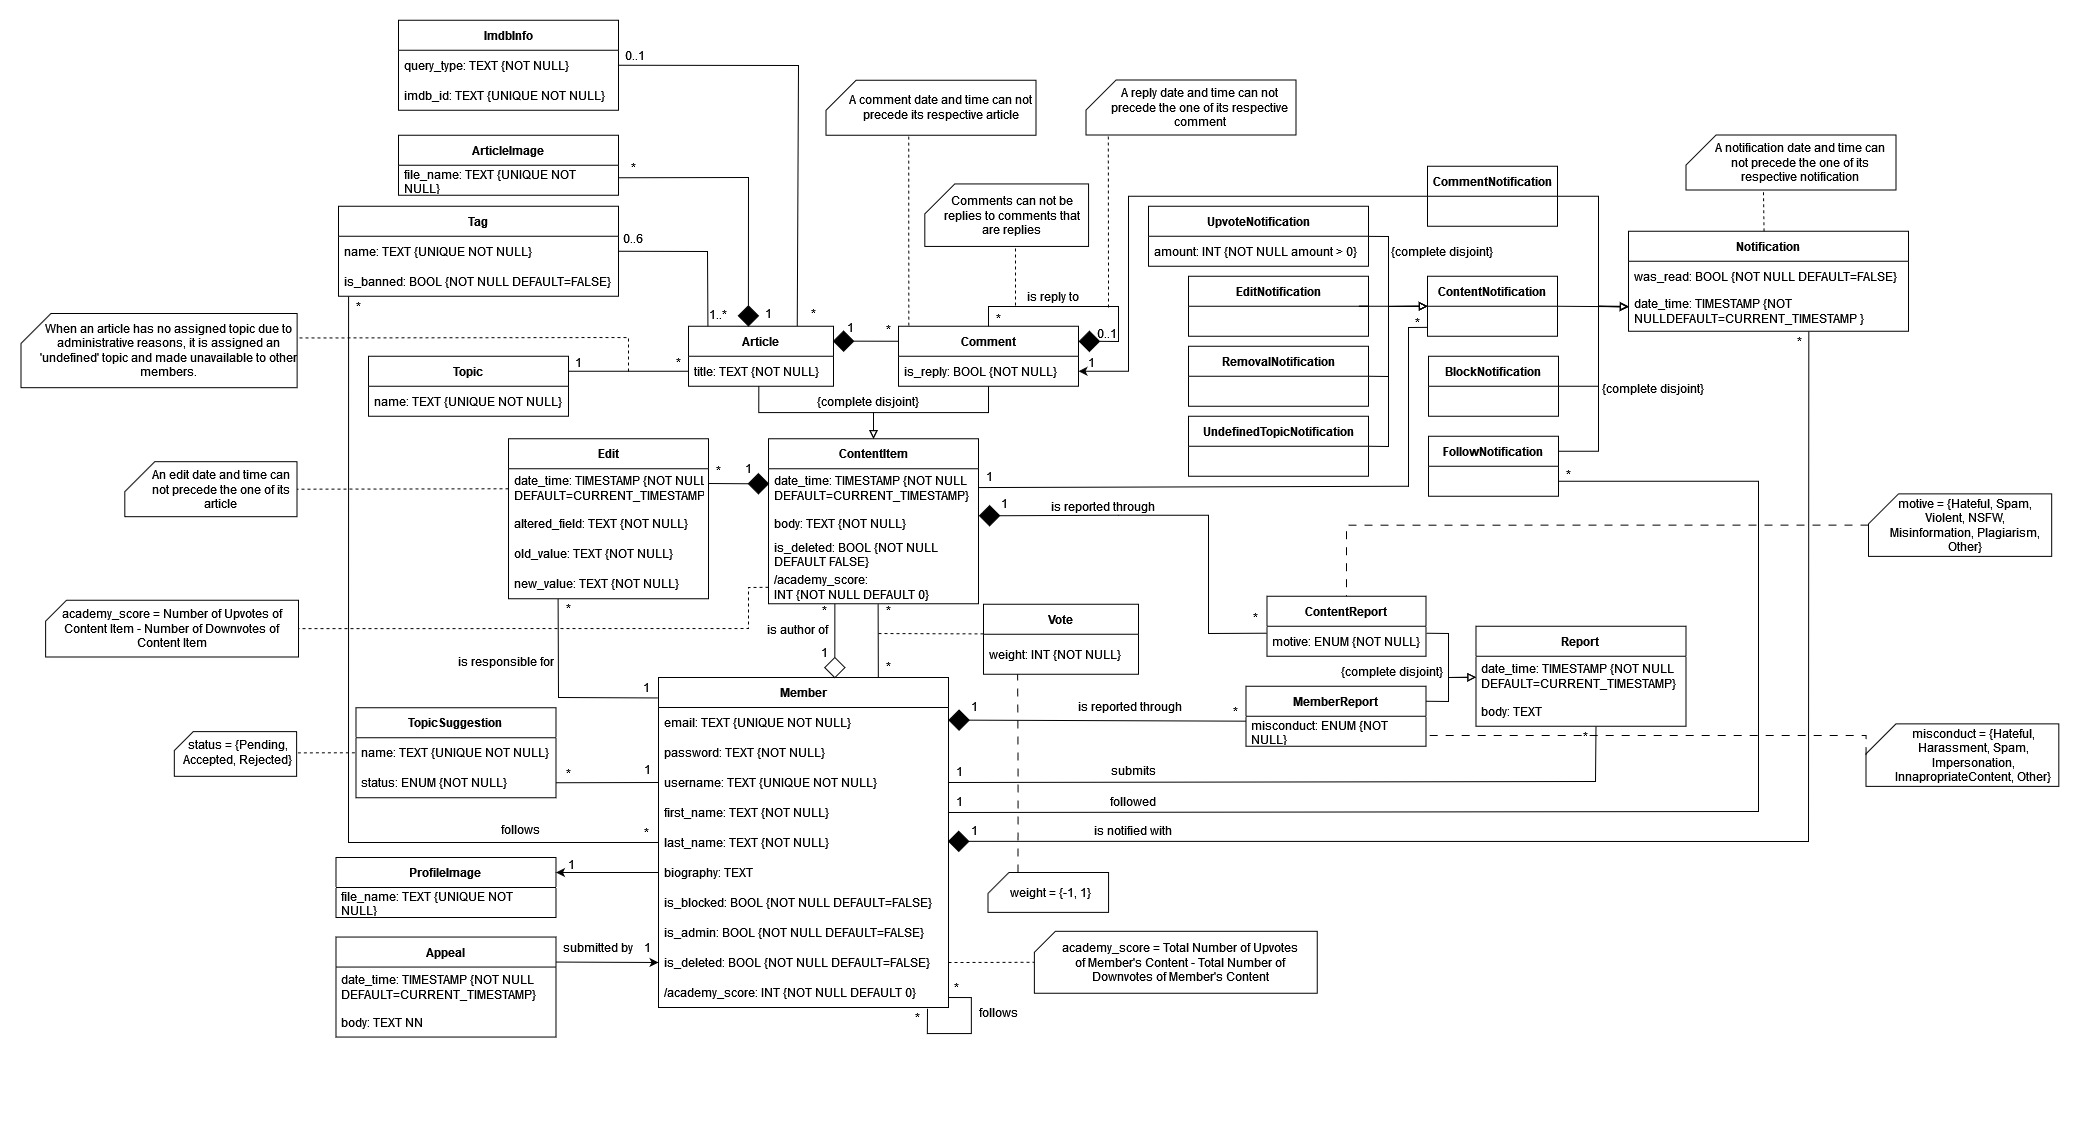 ImdbInfo
query_type: TEXT {NOT NULL}
imdb_id: TEXT {UNIQUE NOT NULL}
0..1
ArticleImage
file_name: TEXT {UNIQUE NOT
NULL}
*
Tag
name: TEXT {UNIQUE NOT NULL}
is_banned: BOOL {NOT NULL DEFAULT=FALSE}
0..6
*
1..*
1
*
When an article has no assigned topic due to
administrative reasons, it is assigned an
'undefined' topic and made unavailable to other
members.
Topic
name: TEXT {UNIQUE NOT NULL}
1
*
Article
title: TEXT {NOT NULL}
1
*
A comment date and time can not
precede its respective article
A reply date and time can not
precede the one of its respective
comment
Comments can not be
replies to comments that
are replies
is reply to
*
0..1
1
Comment
is_reply: BOOL {NOT NULL}
{complete disjoint}
CommentNotification
UpvoteNotification
amount: INT {NOT NULL amount > 0}
{complete disjoint}
EditNotification
ContentNotification
*
RemovalNotification
BlockNotification
{complete disjoint}
UndefinedTopicNotification
FollowNotification
*
A notification date and time can
not precede the one of its
respective notification
Notification
was_read: BOOL {NOT NULL DEFAULT=FALSE}
date_time: TIMESTAMP {NOT
NULLDEFAULT=CURRENT_TIMESTAMP }
*
An edit date and time can
not precede the one of its
article
Edit
date_time: TIMESTAMP {NOT NULL
DEFAULT=CURRENT_TIMESTAMP
altered_field: TEXT {NOT NULL}
old_value: TEXT {NOT NULL}
new_value: TEXT {NOT NULL}
*
1
*
ContentItem
date_time: TIMESTAMP {NOT NULL
DEFAULT=CURRENT_TIMESTAMP}
body: TEXT {NOT NULL}
is_deleted: BOOL {NOT NULL
DEFAULT FALSE}
/academy_score:
INT {NOT NULL DEFAULT 0}
1
1
is reported through
*
motive = {Hateful, Spam,
Violent, NSFW,
Misinformation, Plagiarism,
Other}
academy_score = Number of Upvotes of
Content Item - Number of Downvotes of
Content Item
*
*
is author of
1
*
Vote
weight: INT {NOT NULL}
ContentReport
motive: ENUM {NOT NULL}
{complete disjoint}
MemberReport
misconduct: ENUM {NOT
NULL}
Report
date_time: TIMESTAMP {NOT NULL
DEFAULT=CURRENT_TIMESTAMP}
body: TEXT
*
misconduct = {Hateful,
Harassment, Spam,
Impersonation,
InnapropriateContent, Other}
is responsible for
1
status = {Pending,
Accepted, Rejected}
TopicSuggestion
name: TEXT {UNIQUE NOT NULL}
status: ENUM {NOT NULL}
*
1
Member
email: TEXT {UNIQUE NOT NULL}
password: TEXT {NOT NULL}
username: TEXT {UNIQUE NOT NULL}
first_name: TEXT {NOT NULL}
last_name: TEXT {NOT NULL}
biography: TEXT
is_blocked: BOOL {NOT NULL DEFAULT=FALSE}
is_admin: BOOL {NOT NULL DEFAULT=FALSE}
is_deleted: BOOL {NOT NULL DEFAULT=FALSE}
/academy_score: INT {NOT NULL DEFAULT 0}
1
is reported through
*
1
submits
1
followed
1
is notified with
follows
*
ProfileImage
file_name: TEXT {UNIQUE NOT
NULL}
1
weight = {-1, 1}
Appeal
date_time: TIMESTAMP {NOT NULL
DEFAULT=CURRENT_TIMESTAMP}
body: TEXT NN
submitted by
1
academy_score = Total Number of Upvotes
of Member's Content - Total Number of
Downvotes of Member's Content
*
*
follows